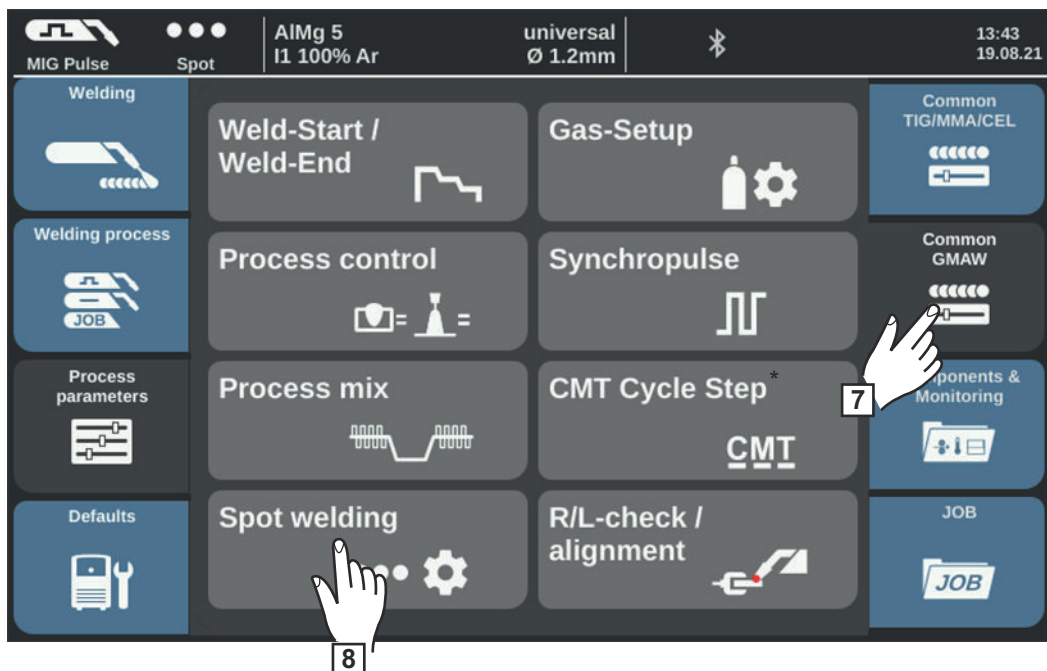 MIG Pulse
Spot
AlMg 5
I1 100% Ar
universal
Ø 1.2mm
13:43
19.08.21
Welding
Welding process
JOB
Process
parameters
Defaults
Weld-Start /
Weld-End
Gas-Setup
Process control
= =
Synchropulse
Process mix
CMT Cycle Step*
CMT
Spot welding
R/L-check /
alignment
Common
TIG/MMA/CEL
Common
GMAW
7
&
Monitoring
JOB
JOB
8